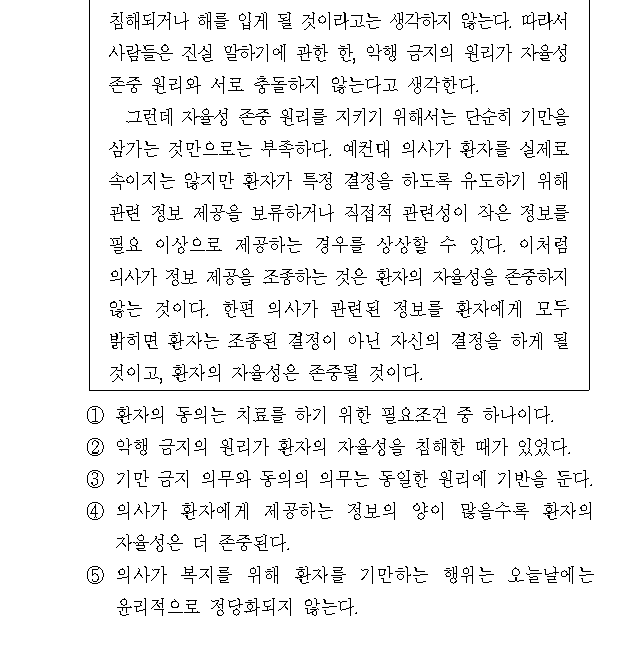 침해되거나 해를 입게 될 것이라고는 생각하지 않는다. 따라서
사람들은 진실 말하기에 관한 한, 악행 금지의 원리가 자율성
존중 원리와 서로 충돌하지 않는다고 생각한다.
그런데 자율성 존중 원리를 지키기 위해서는 단순히 기만을
삼가는 것만으로는 부족하다. 예컨대 의사가 환자를 실제로
속이지는 않지만 환자가 특정 결정을 하도록 유도하기 위해
관련 정보 제공을 보류하거나 직접적 관련성이 작은 정보를
필요 이상으로 제공하는 경우를 상상할 수 있다. 이처럼
의사가 정보 제공을 조종하는 것은 환자의 자율성을 존중하지
않는 것이다. 한편 의사가 관련된 정보를 환자에게 모두
밝히면 환자는 조종된 결정이 아닌 자신의 결정을 하게 될
것이고, 환자의 자율성은 존중될 것이다.
① 환자의 동의는 치료를 하기 위한 필요조건 중 하나이다.
② 악행 금지의 원리가 환자의 자율성을 침해한 때가 있었다.
③ 기만 금지 의무와 동의의 의무는 동일한 원리에 기반을 둔다.
④ 의사가 환자에게 제공하는 정보의 양이 많을수록 환자의
자율성은 더 존중된다.
⑤ 의사가 복지를 위해 환자를 기만하는 행위는 오늘날에는
윤리적으로 정당화되지 않는다.